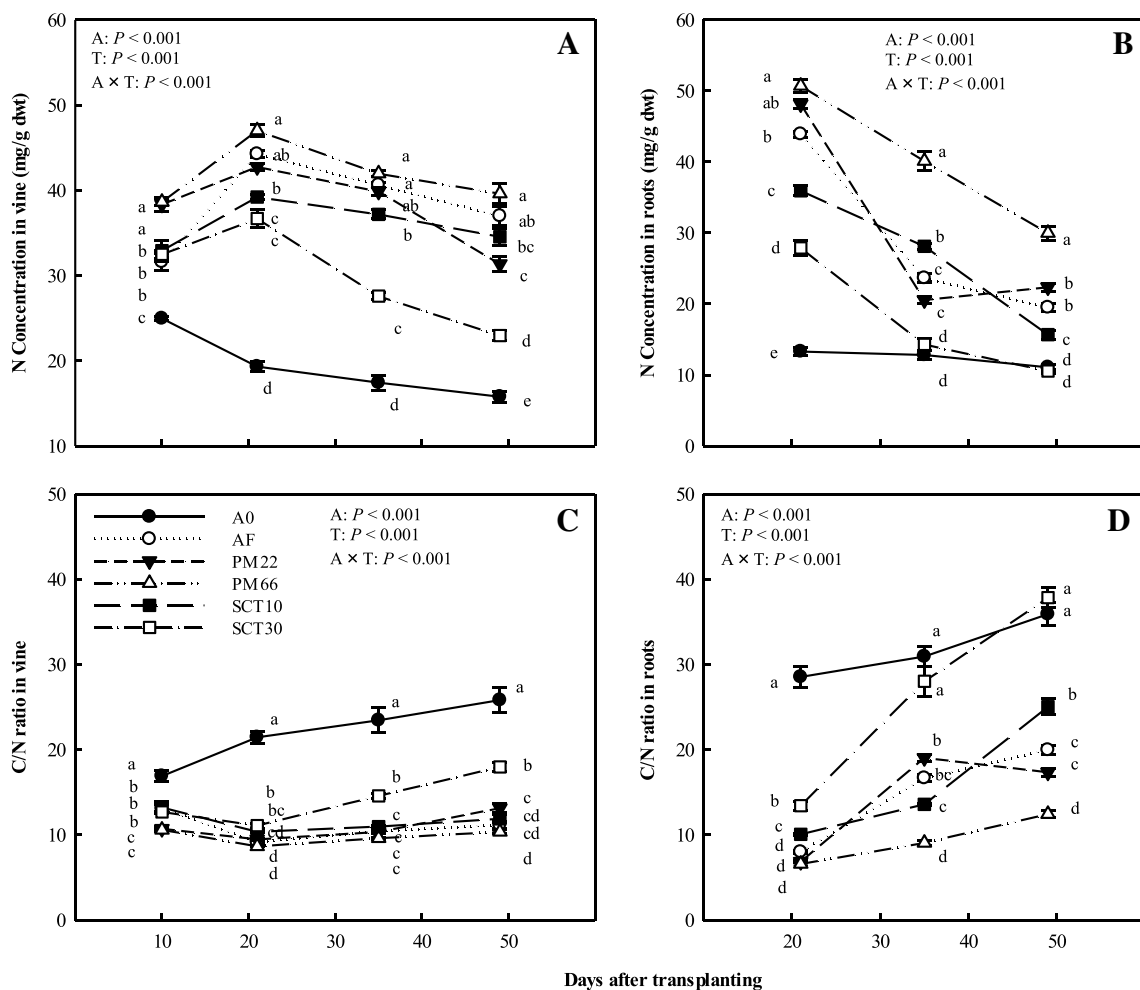 A
A: P < 0.001
T: P < 0.001
A × T: P < 0.001
N Concentration in vine (mg/g dwt)
60
50
40
30
20
10
a
a
b
b
b
c
a
ab
b
c
c
d
a
a
ab
b
c
d
a
ab
bc
c
d
e
B
A: P < 0.001
T: P < 0.001
A × T: P < 0.001
N Concentration in roots (mg/g dwt)
60
50
40
30
20
10
0
a
ab
b
c
d
e
a
b
c
c
d
d
a
b
b
c
d
d
C
A: P < 0.001
T: P < 0.001
A × T: P < 0.001
A0
AF
PM22
PM66
SCT10
SCT30
C/N ratio in vine
50
40
30
20
10
0
a
b
b
b
c
c
a
b
bc
cd
d
d
a
b
c
c
c
c
a
b
c
cd
cd
d
10
20
30
40
50
D
A: P < 0.001
T: P < 0.001
A × T: P < 0.001
C/N ratio in roots
50
40
30
20
10
0
a
b
c
d
d
d
a
a
b
bc
c
d
a
a
b
c
c
d
20
30
40
50
Days after transplanting